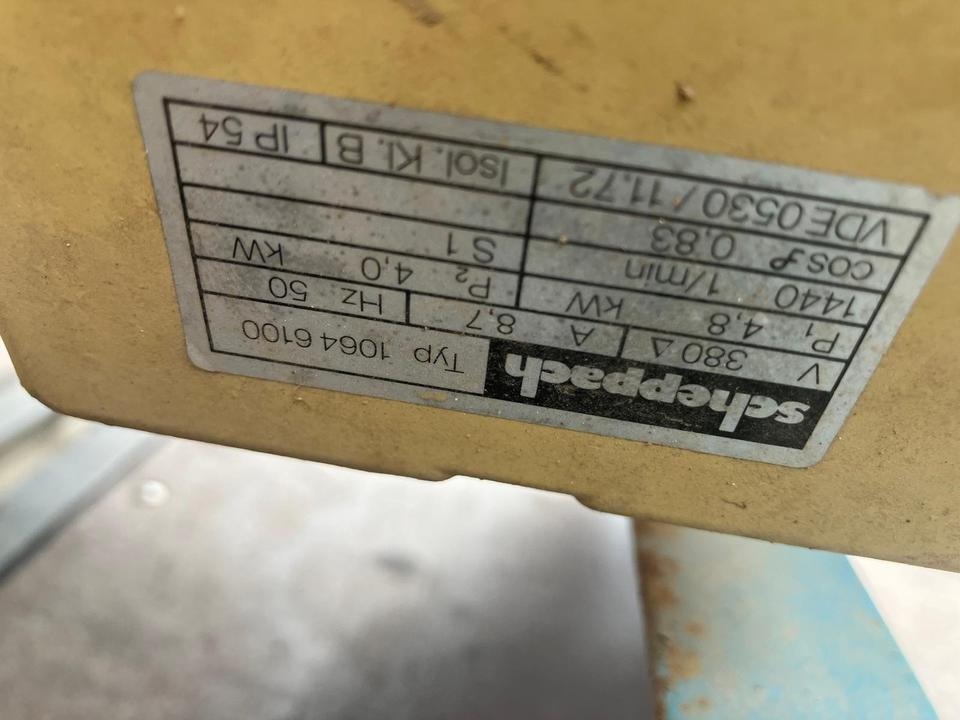 scheppach Typ 1064 6100
V 380 Δ A 8,7 Hz 50
P₁ 4,8 kW P₂ 4,0 kW
1440 1/min S1
cos φ 0,83
VDE 0530 / 11.72 Isol. Kl. B IP 54